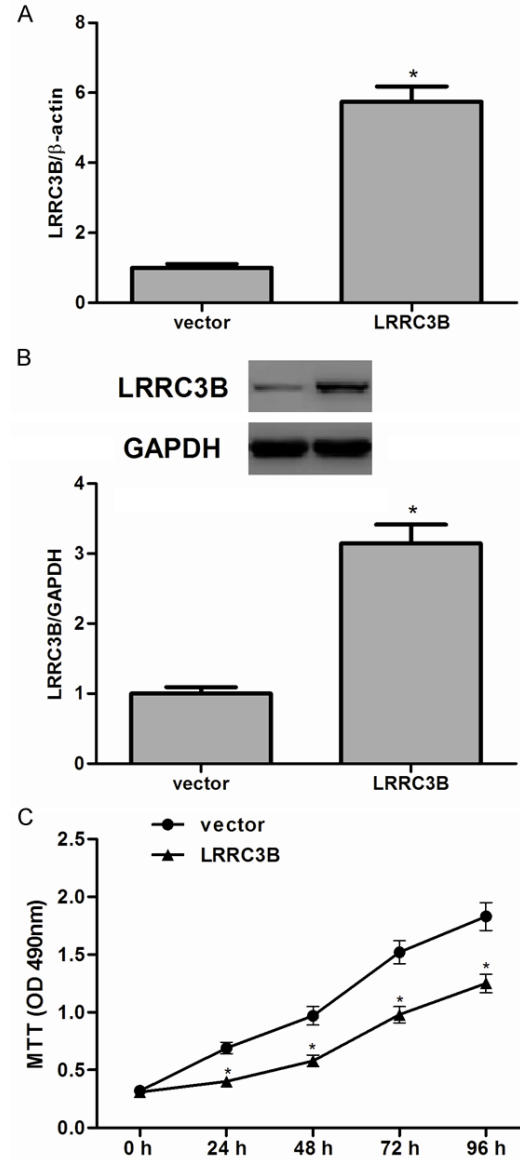 A
LRRC3B/β-actin
8
6
4
2
0
*
vector
LRRC3B
B
LRRC3B
GAPDH
LRRC3B/GAPDH
4
3
2
1
0
*
vector
LRRC3B
C
vector
LRRC3B
MTT (OD 490nm)
2.5
2.0
1.5
1.0
0.5
0.0
*
*
*
*
0 h
24 h
48 h
72 h
96 h